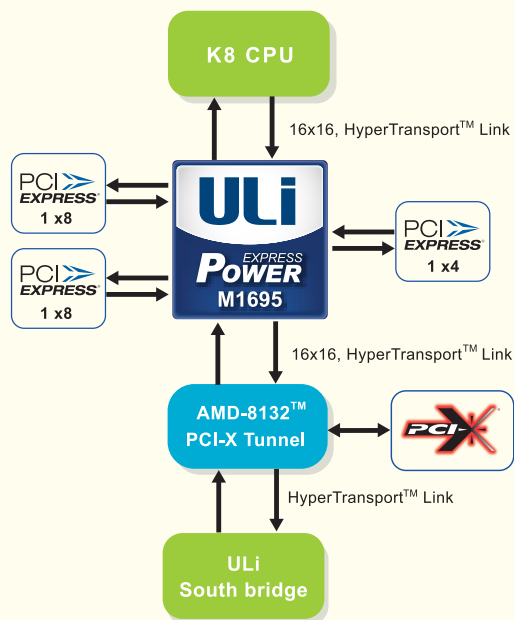 K8 CPU
16x16, HyperTransport™ Link
PCI
EXPRESS®
1 x8
ULi
EXPRESS
POWER
M1695
PCI
EXPRESS®
1 x4
PCI
EXPRESS®
1 x8
16x16, HyperTransport™ Link
AMD-8132™
PCI-X Tunnel
PCI-X
HyperTransport™ Link
ULi
South bridge